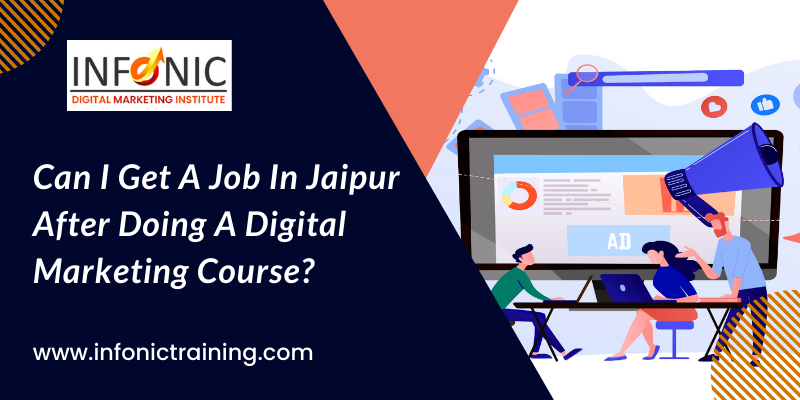 INFONIC
DIGITAL MARKETING INSTITUTE
Can I Get A Job In Jaipur
After Doing A Digital
Marketing Course?
www.infonictraining.com
AD